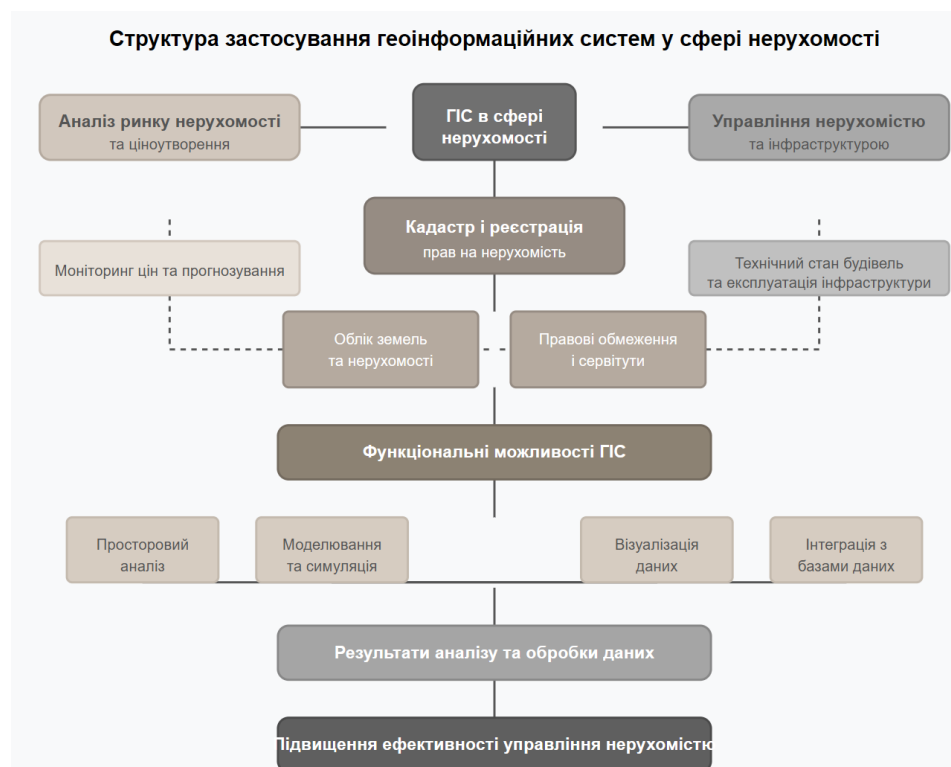 Структура застосування геоінформаційних систем у сфері нерухомості
Аналіз ринку нерухомості
та ціноутворення
ГІС в сфері
нерухомості
Управління нерухомістю
та інфраструктурою
Кадастр і реєстрація
прав на нерухомість
Моніторинг цін та прогнозування
Технічний стан будівель
та експлуатація інфраструктури
Облік земель
та нерухомості
Правові обмеження
і сервітути
Функціональні можливості ГІС
Просторовий
аналіз
Моделювання
та симуляція
Візуалізація
даних
Інтеграція з
базами даних
Результати аналізу та обробки даних
Підвищення ефективності управління нерухомістю